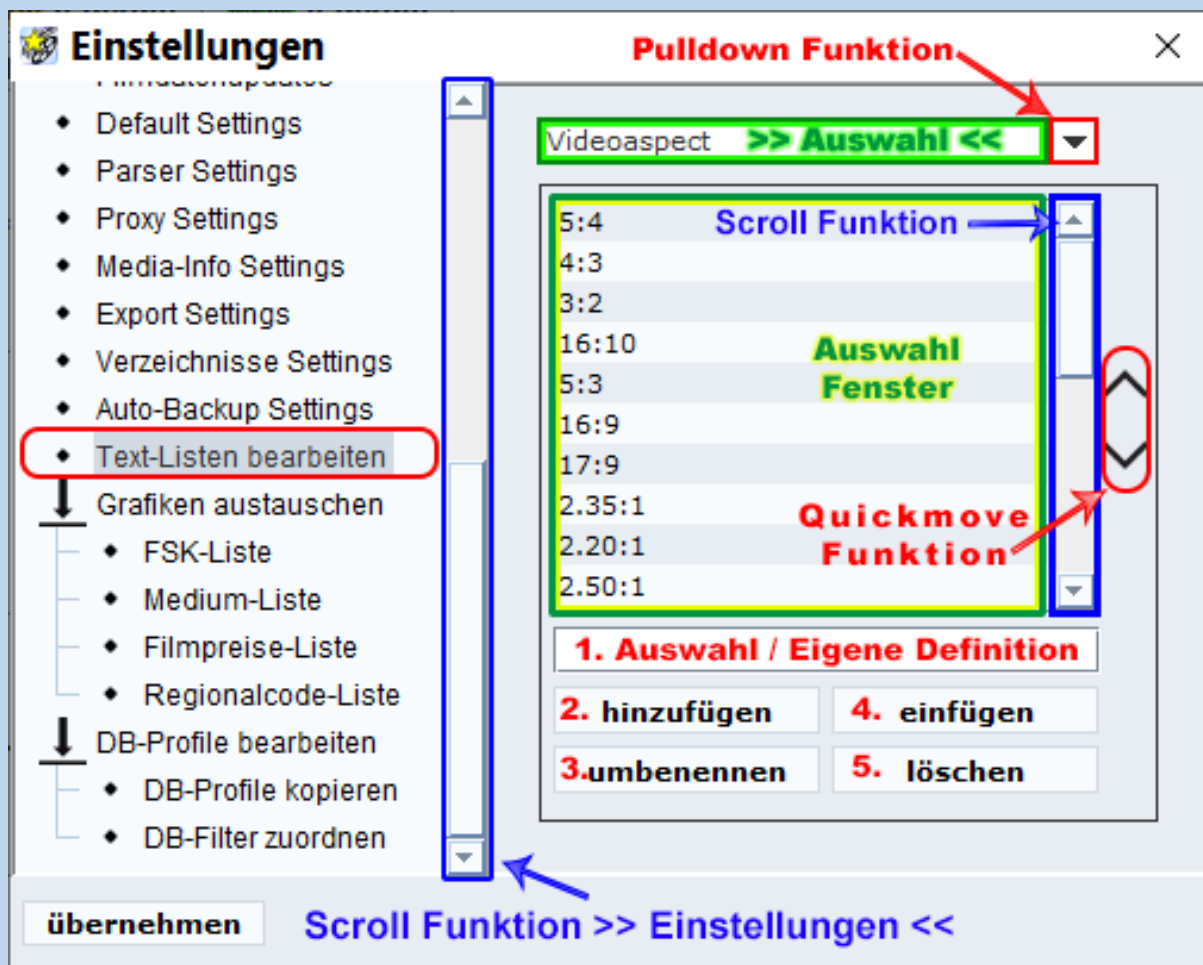 Einstellungen
Pulldown Funktion
Filmdatenupdates
Default Settings
Parser Settings
Proxy Settings
Media-Info Settings
Export Settings
Verzeichnisse Settings
Auto-Backup Settings
Text-Listen bearbeiten
Grafiken austauschen
FSK-Liste
Medium-Liste
Filmpreise-Liste
Regionalcode-Liste
DB-Profile bearbeiten
DB-Profile kopieren
DB-Filter zuordnen
Videoaspect >> Auswahl <<
5:4
Scroll Funktion
4:3
3:2
16:10
5:3
Auswahl
Fenster
16:9
17:9
2.35:1
2.20:1
2.50:1
Quickmove
Funktion
1. Auswahl / Eigene Definition
2. hinzufügen
4. einfügen
3.umbenennen
5. löschen
übernehmen
Scroll Funktion >> Einstellungen <<